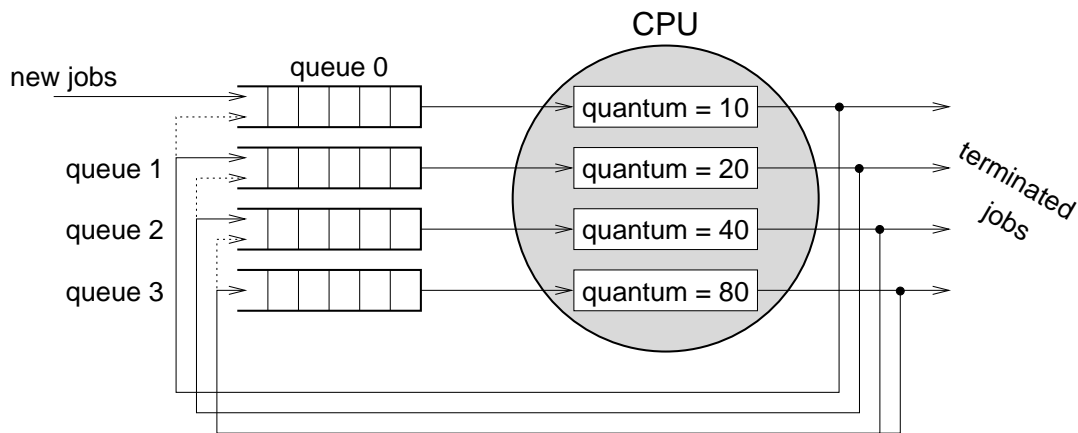 CPU
queue 0
new jobs
quantum = 10
queue 1
quantum = 20
terminated
jobs
queue 2
quantum = 40
queue 3
quantum = 80